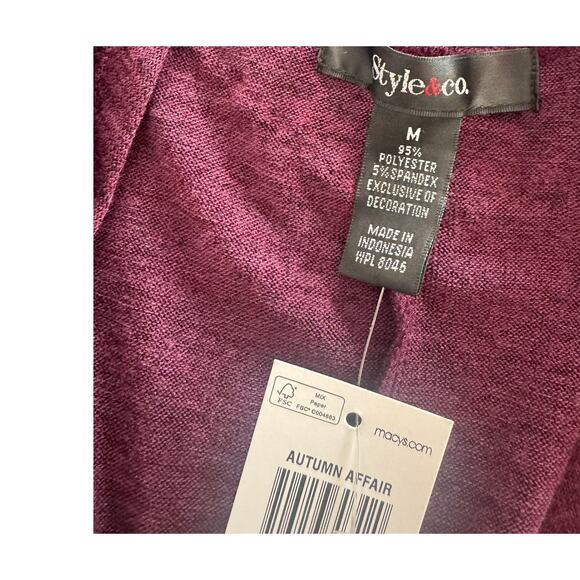 Style&co.
M
95%
POLYESTER
5% SPANDEX
EXCLUSIVE OF
DECORATION
MADE IN
INDONESIA
WPL 8046
FSC
MIX
Paper
FSC® C004883
macys.com
AUTUMN AFFAIR